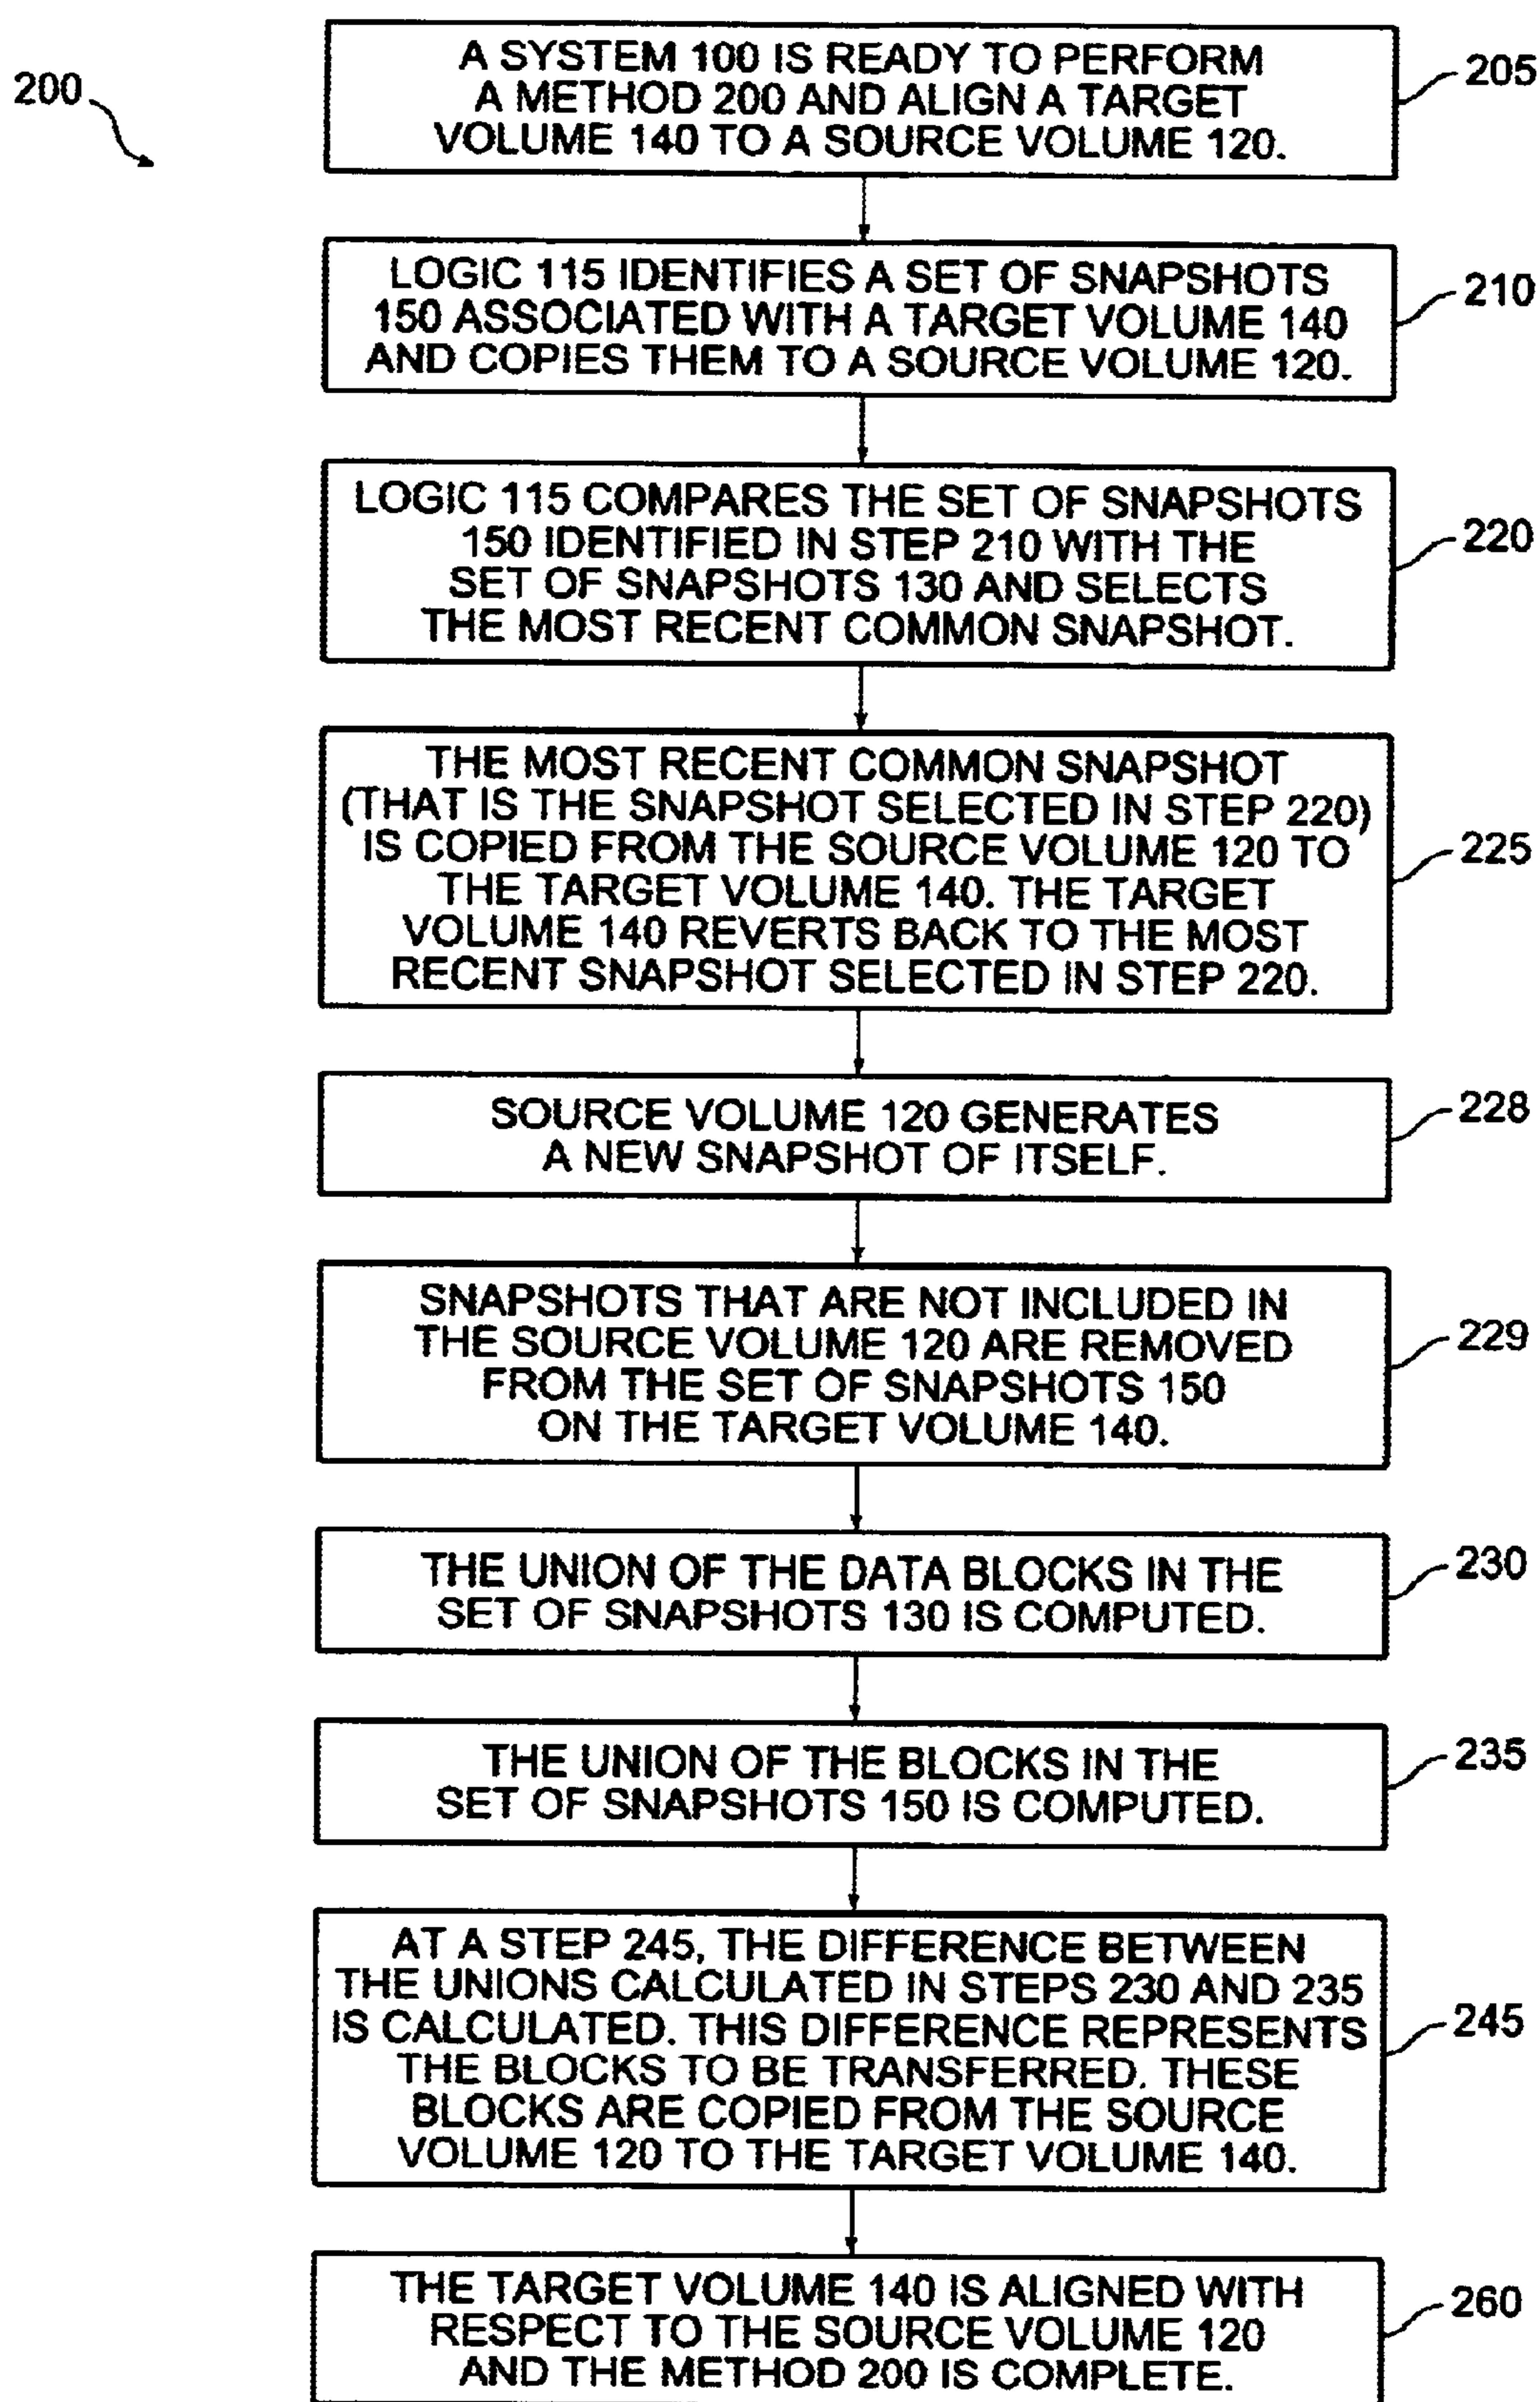 200
A SYSTEM 100 IS READY TO PERFORM
A METHOD 200 AND ALIGN A TARGET
VOLUME 140 TO A SOURCE VOLUME 120.
205
LOGIC 115 IDENTIFIES A SET OF SNAPSHOTS
150 ASSOCIATED WITH A TARGET VOLUME 140
AND COPIES THEM TO A SOURCE VOLUME 120.
210
LOGIC 115 COMPARES THE SET OF SNAPSHOTS
150 IDENTIFIED IN STEP 210 WITH THE
SET OF SNAPSHOTS 130 AND SELECTS
THE MOST RECENT COMMON SNAPSHOT.
220
THE MOST RECENT COMMON SNAPSHOT
(THAT IS THE SNAPSHOT SELECTED IN STEP 220)
IS COPIED FROM THE SOURCE VOLUME 120 TO
THE TARGET VOLUME 140. THE TARGET
VOLUME 140 REVERTS BACK TO THE MOST
RECENT SNAPSHOT SELECTED IN STEP 220.
225
SOURCE VOLUME 120 GENERATES
A NEW SNAPSHOT OF ITSELF.
228
SNAPSHOTS THAT ARE NOT INCLUDED IN
THE SOURCE VOLUME 120 ARE REMOVED
FROM THE SET OF SNAPSHOTS 150
ON THE TARGET VOLUME 140.
229
THE UNION OF THE DATA BLOCKS IN THE
SET OF SNAPSHOTS 130 IS COMPUTED.
230
THE UNION OF THE BLOCKS IN THE
SET OF SNAPSHOTS 150 IS COMPUTED.
235
AT A STEP 245, THE DIFFERENCE BETWEEN
THE UNIONS CALCULATED IN STEPS 230 AND 235
IS CALCULATED. THIS DIFFERENCE REPRESENTS
THE BLOCKS TO BE TRANSFERRED. THESE
BLOCKS ARE COPIED FROM THE SOURCE
VOLUME 120 TO THE TARGET VOLUME 140.
245
THE TARGET VOLUME 140 IS ALIGNED WITH
RESPECT TO THE SOURCE VOLUME 120
AND THE METHOD 200 IS COMPLETE.
260